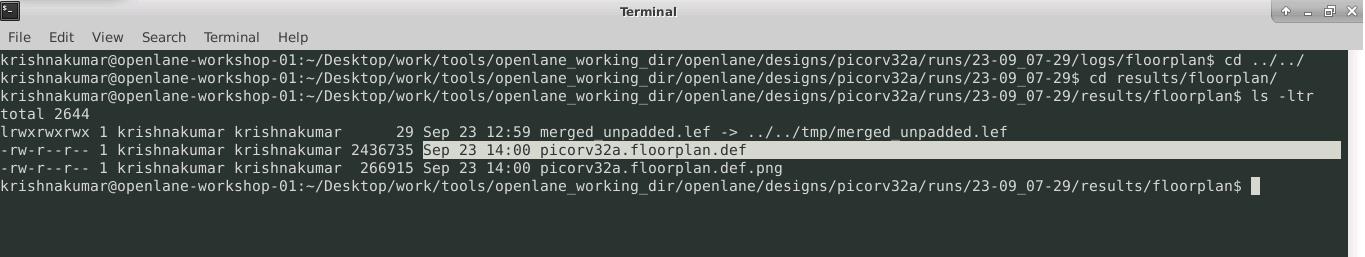 Terminal
File Edit View Search Terminal Help
krishnakumar@openlane-workshop-01:~/Desktop/work/tools/openlane_working_dir/openlane/designs/picorv32a/runs/23-09_07-29/logs/floorplan$ cd ../../
krishnakumar@openlane-workshop-01:~/Desktop/work/tools/openlane_working_dir/openlane/designs/picorv32a/runs/23-09_07-29$ cd results/floorplan/
krishnakumar@openlane-workshop-01:~/Desktop/work/tools/openlane_working_dir/openlane/designs/picorv32a/runs/23-09_07-29/results/floorplan$ ls -ltr
total 2644
lrwxrwxrwx 1 krishnakumar krishnakumar      29 Sep 23 12:59 merged_unpadded.lef -> ../../tmp/merged_unpadded.lef
-rw-r--r-- 1 krishnakumar krishnakumar 2436735 Sep 23 14:00 picorv32a.floorplan.def
-rw-r--r-- 1 krishnakumar krishnakumar  266915 Sep 23 14:00 picorv32a.floorplan.def.png
krishnakumar@openlane-workshop-01:~/Desktop/work/tools/openlane_working_dir/openlane/designs/picorv32a/runs/23-09_07-29/results/floorplan$